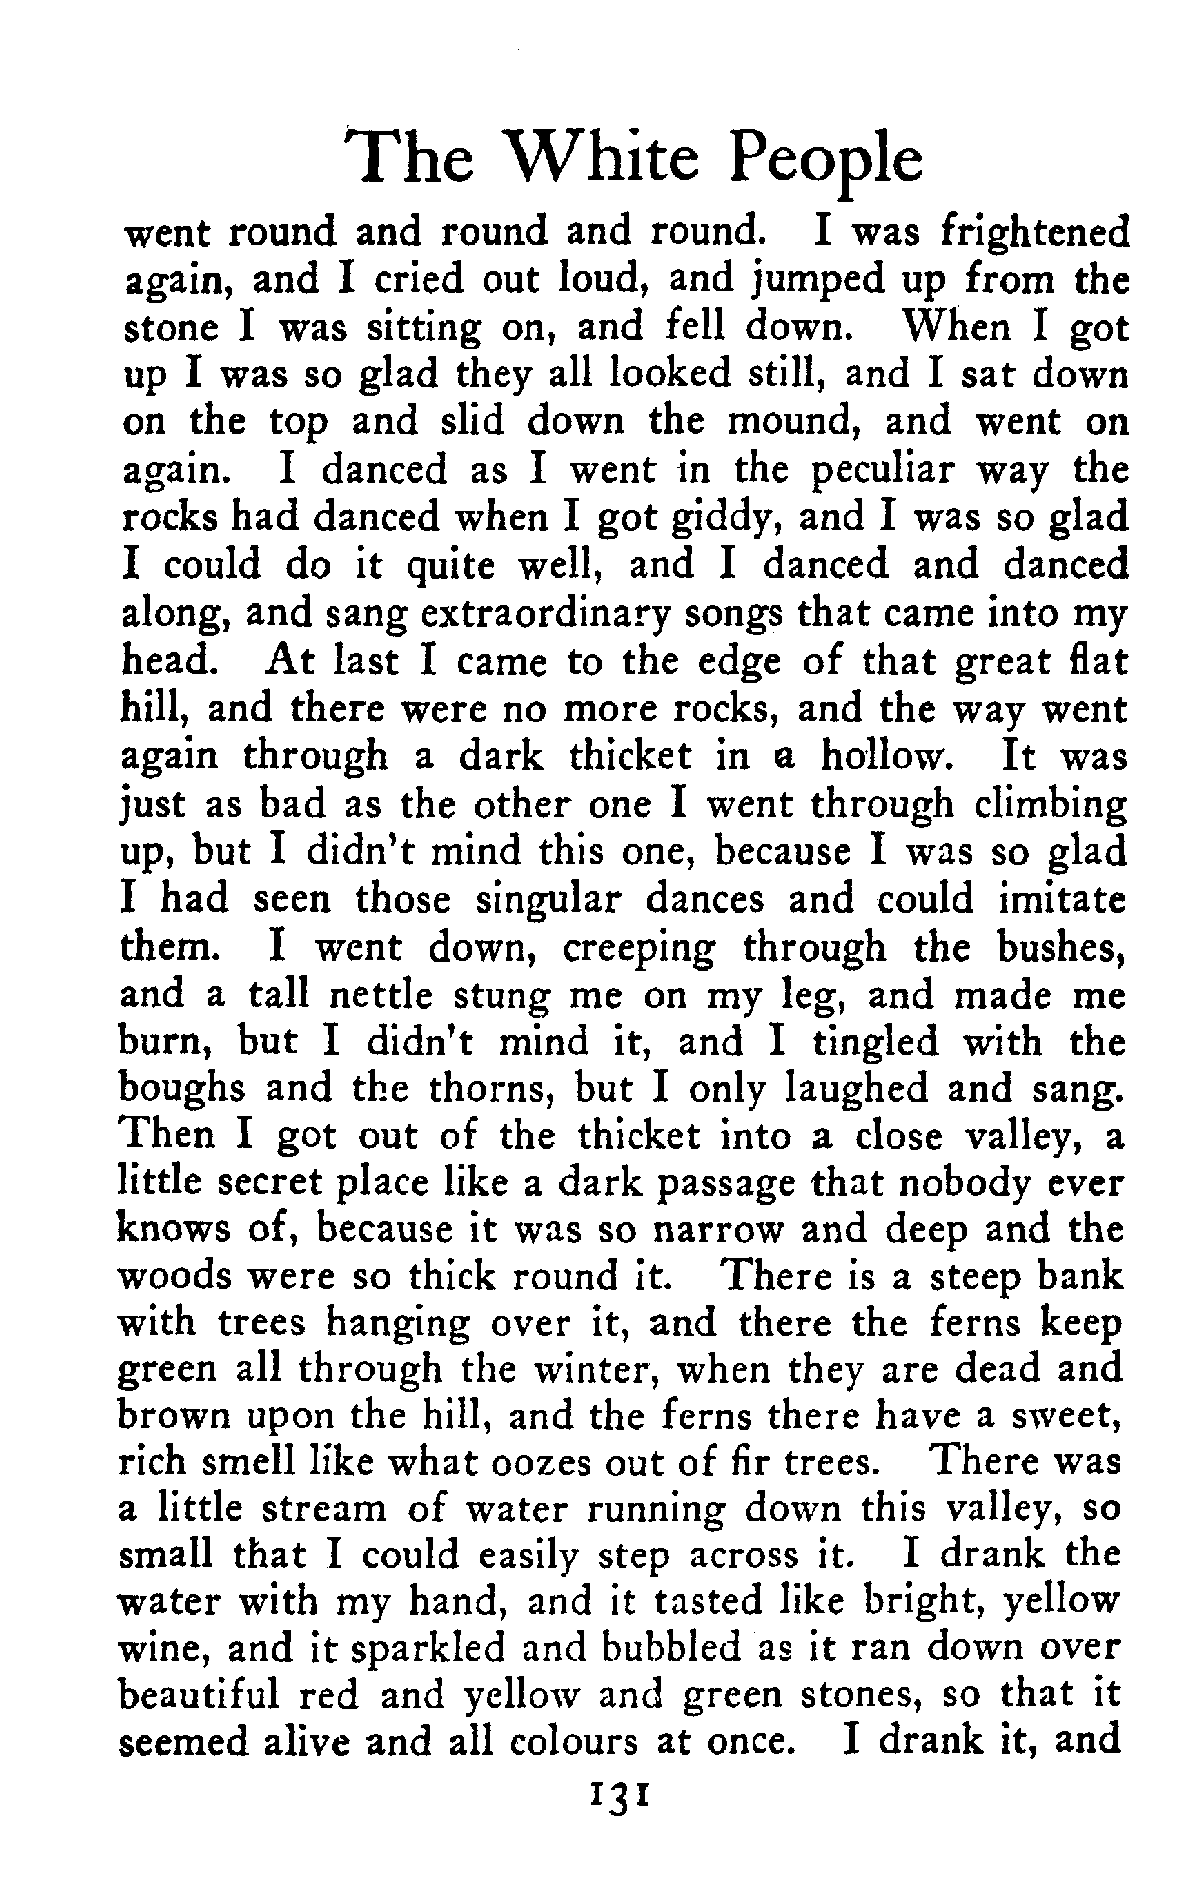 The White People
went round and round and round. I was frightened
again, and I cried out loud, and jumped up from the
stone I was sitting on, and fell down. When I got
up I was so glad they all looked still, and I sat down
on the top and slid down the mound, and went on
again. I danced as I went in the peculiar way the
rocks had danced when I got giddy, and I was so glad
I could do it quite well, and I danced and danced
along, and sang extraordinary songs that came into my
head. At last I came to the edge of that great flat
hill, and there were no more rocks, and the way went
again through a dark thicket in a hollow. It was
just as bad as the other one I went through climbing
up, but I didn't mind this one, because I was so glad
I had seen those singular dances and could imitate
them. I went down, creeping through the bushes,
and a tall nettle stung me on my leg, and made me
burn, but I didn't mind it, and I tingled with the
boughs and the thorns, but I only laughed and sang.
Then I got out of the thicket into a close valley, a
little secret place like a dark passage that nobody ever
knows of, because it was so narrow and deep and the
woods were so thick round it. There is a steep bank
with trees hanging over it, and there the ferns keep
green all through the winter, when they are dead and
brown upon the hill, and the ferns there have a sweet,
rich smell like what oozes out of fir trees. There was
a little stream of water running down this valley, so
small that I could easily step across it. I drank the
water with my hand, and it tasted like bright, yellow
wine, and it sparkled and bubbled as it ran down over
beautiful red and yellow and green stones, so that it
seemed alive and all colours at once. I drank it, and
131